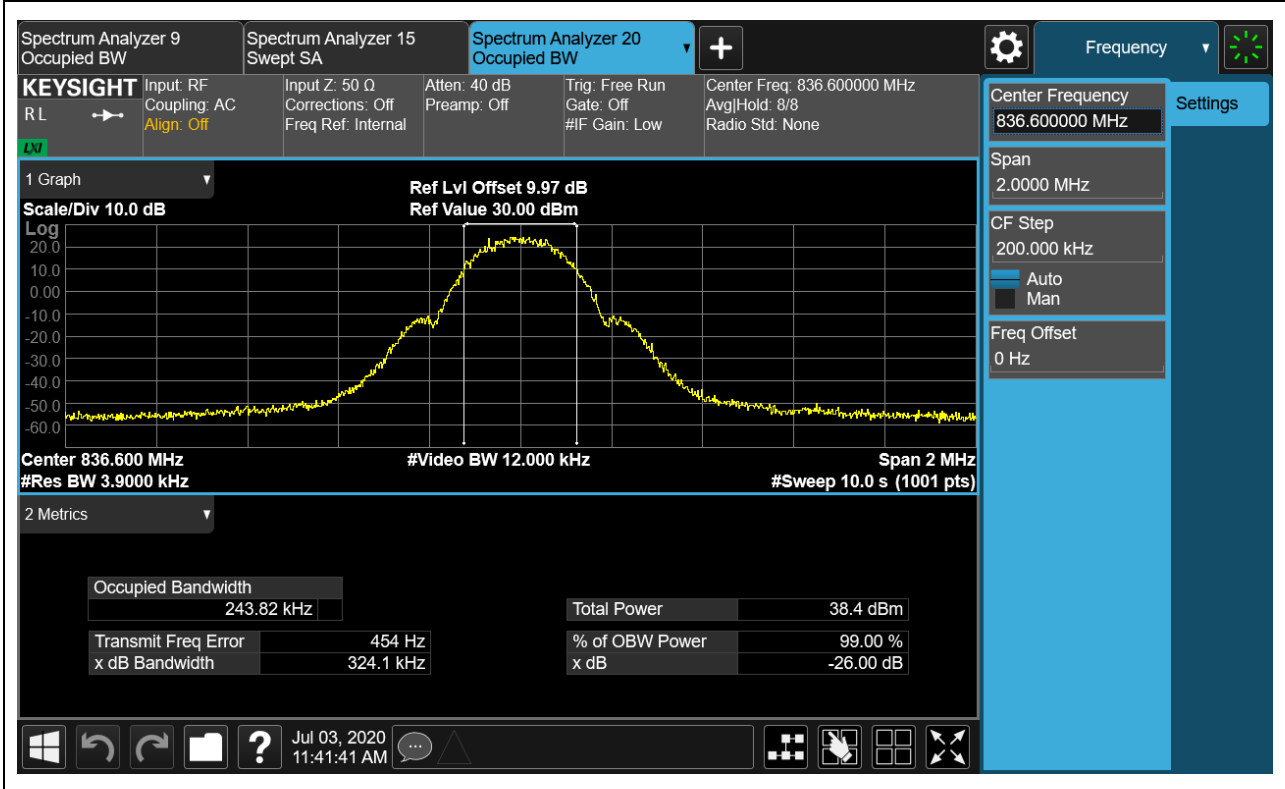 Spectrum Analyzer 9
Occupied BW
Spectrum Analyzer 15
Swept SA
Spectrum Analyzer 20
Occupied BW
Frequency
KEYSIGHT
R L
LXI
Input: RF
Coupling: AC
Align: Off
Input Z: 50 Ω
Corrections: Off
Freq Ref: Internal
Atten: 40 dB
Preamp: Off
Trig: Free Run
Gate: Off
#IF Gain: Low
Center Freq: 836.600000 MHz
Avg|Hold: 8/8
Radio Std: None
Center Frequency
836.600000 MHz
Settings
Span
2.0000 MHz
CF Step
200.000 kHz
Auto
Man
Freq Offset
0 Hz
1 Graph
Scale/Div 10.0 dB
Ref Lvl Offset 9.97 dB
Ref Value 30.00 dBm
Log
20.0
10.0
0.00
-10.0
-20.0
-30.0
-40.0
-50.0
-60.0
Center 836.600 MHz
#Video BW 12.000 kHz
Span 2 MHz
#Res BW 3.9000 kHz
#Sweep 10.0 s (1001 pts)
2 Metrics
Occupied Bandwidth
243.82 kHz
Total Power 38.4 dBm
Transmit Freq Error 454 Hz
% of OBW Power 99.00 %
x dB Bandwidth 324.1 kHz
x dB -26.00 dB
?
Jul 03, 2020
11:41:41 AM